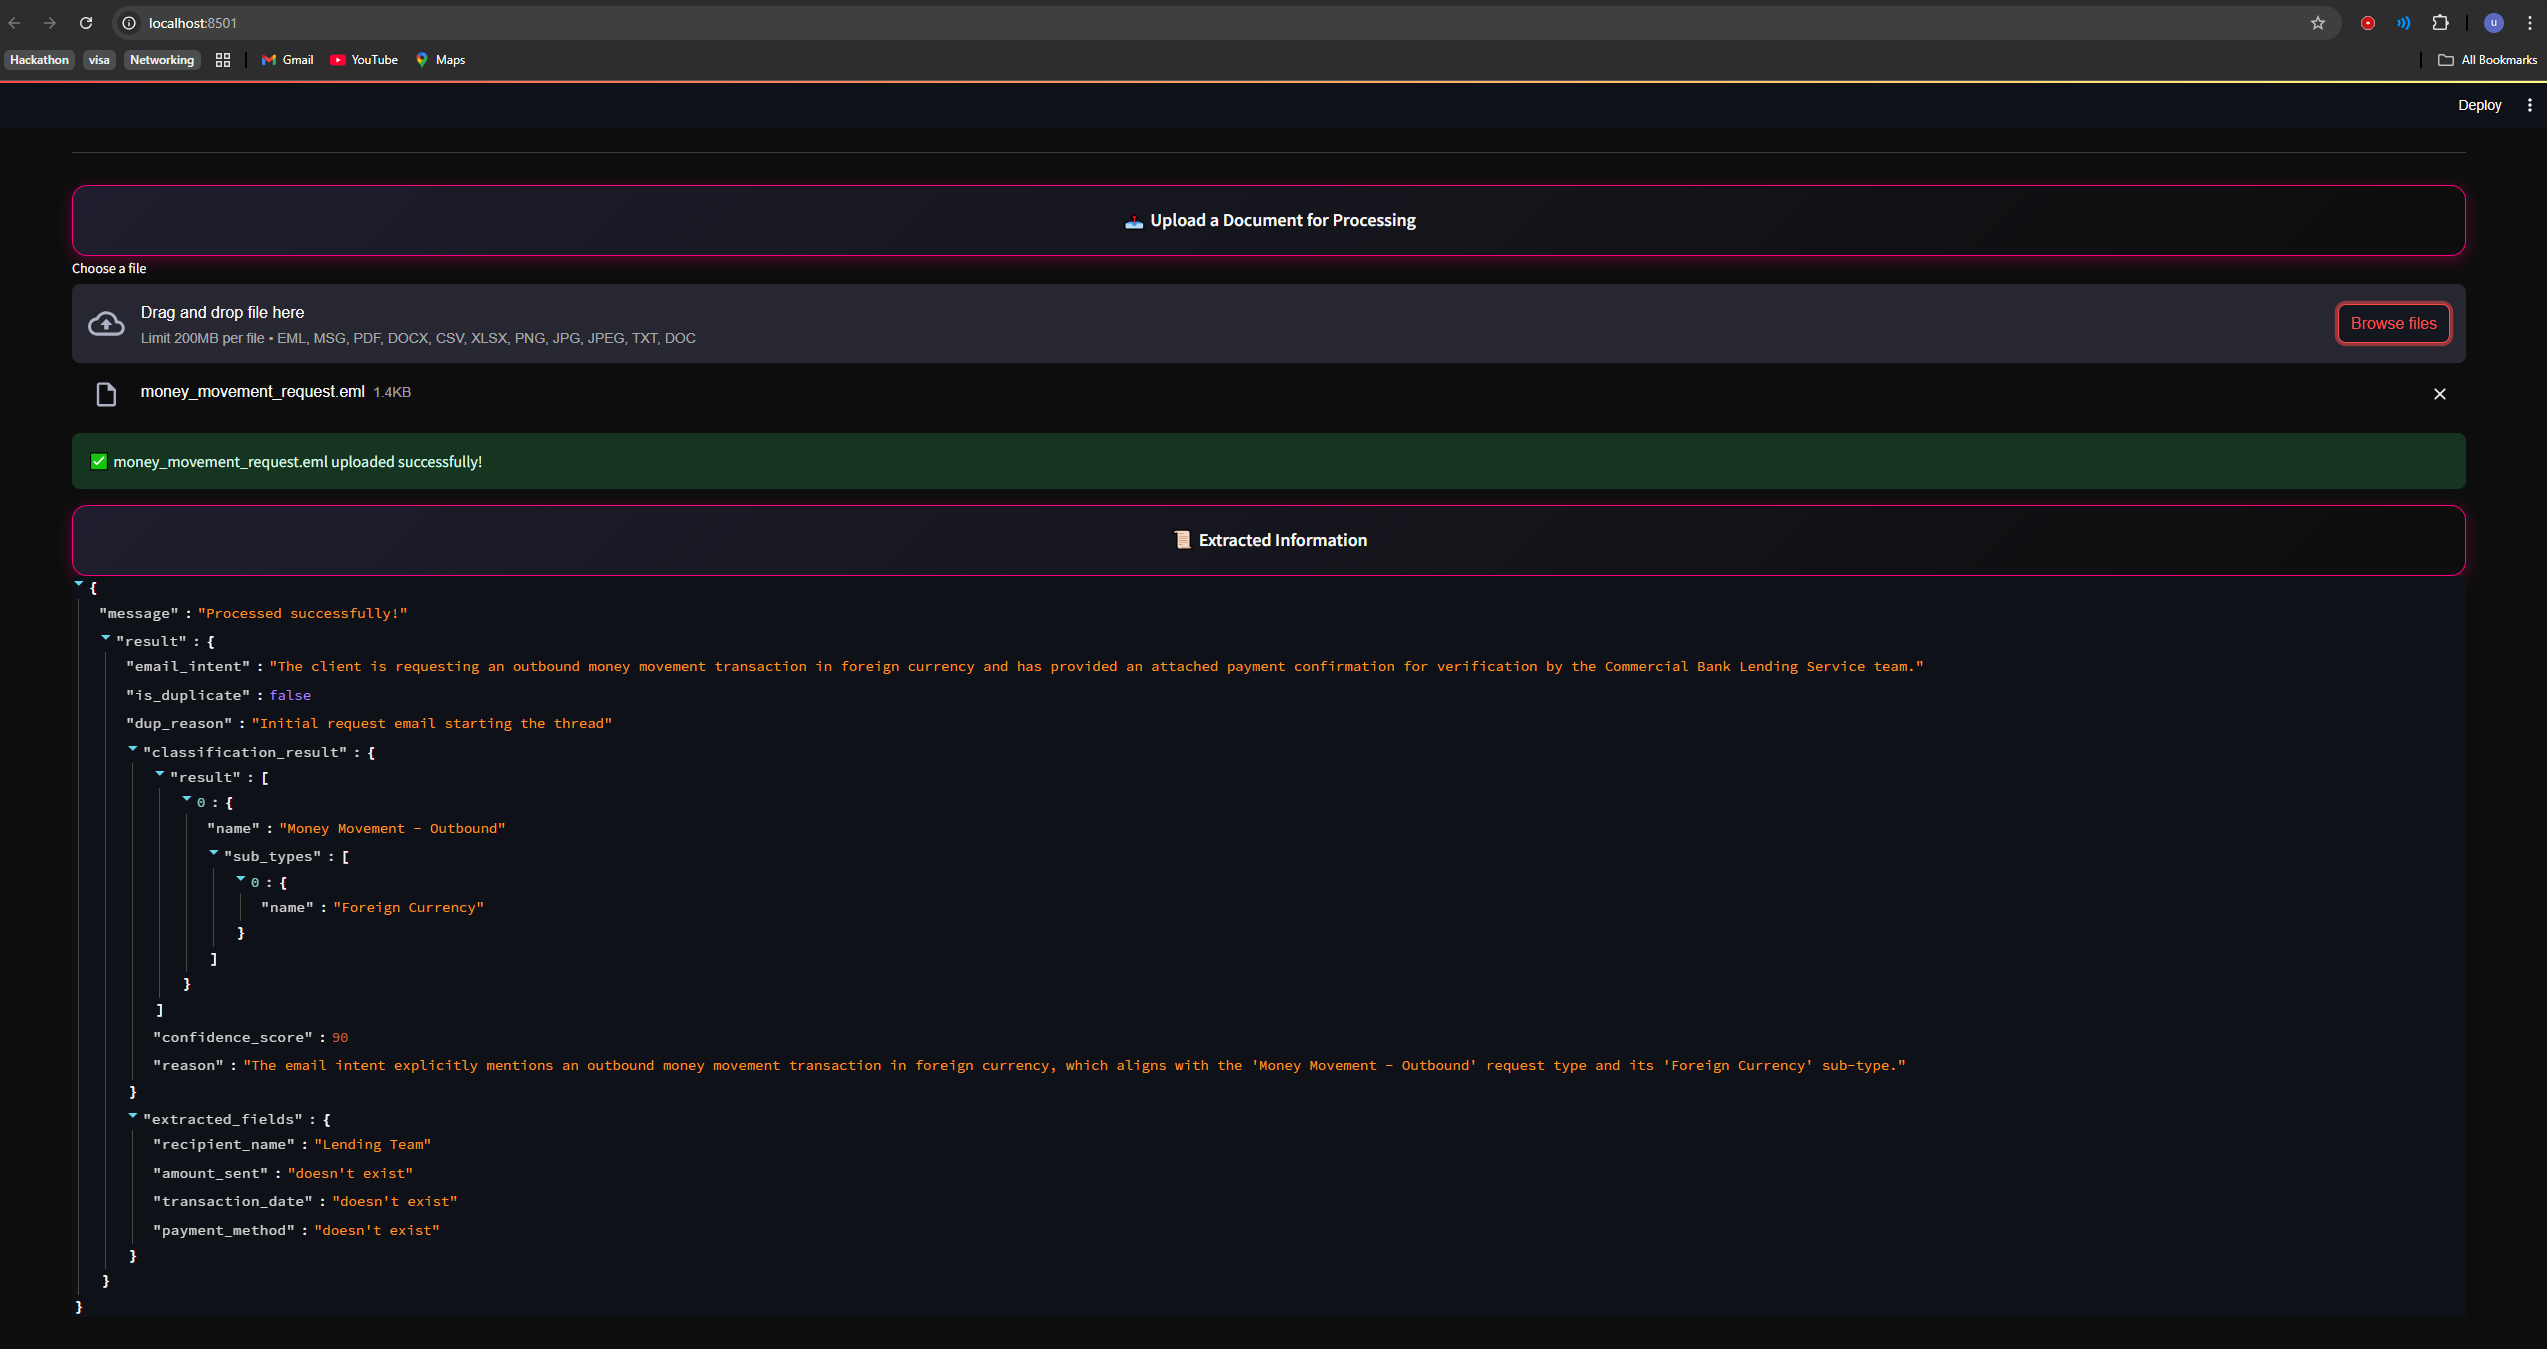 localhost:8501
u
Hackathon visa Networking Gmail YouTube Maps All Bookmarks
Deploy
Upload a Document for Processing
Choose a file
Drag and drop file here
Limit 200MB per file • EML, MSG, PDF, DOCX, CSV, XLSX, PNG, JPG, JPEG, TXT, DOC
Browse files
money_movement_request.eml 1.4KB
money_movement_request.eml uploaded successfully!
Extracted Information
{
"message" : "Processed successfully!"
"result" : {
"email_intent" : "The client is requesting an outbound money movement transaction in foreign currency and has provided an attached payment confirmation for verification by the Commercial Bank Lending Service team."
"is_duplicate" : false
"dup_reason" : "Initial request email starting the thread"
"classification_result" : {
"result" : [
0 : {
"name" : "Money Movement - Outbound"
"sub_types" : [
0 : {
"name" : "Foreign Currency"
}
]
}
]
"confidence_score" : 90
"reason" : "The email intent explicitly mentions an outbound money movement transaction in foreign currency, which aligns with the 'Money Movement - Outbound' request type and its 'Foreign Currency' sub-type."
}
"extracted_fields" : {
"recipient_name" : "Lending Team"
"amount_sent" : "doesn't exist"
"transaction_date" : "doesn't exist"
"payment_method" : "doesn't exist"
}
}
}